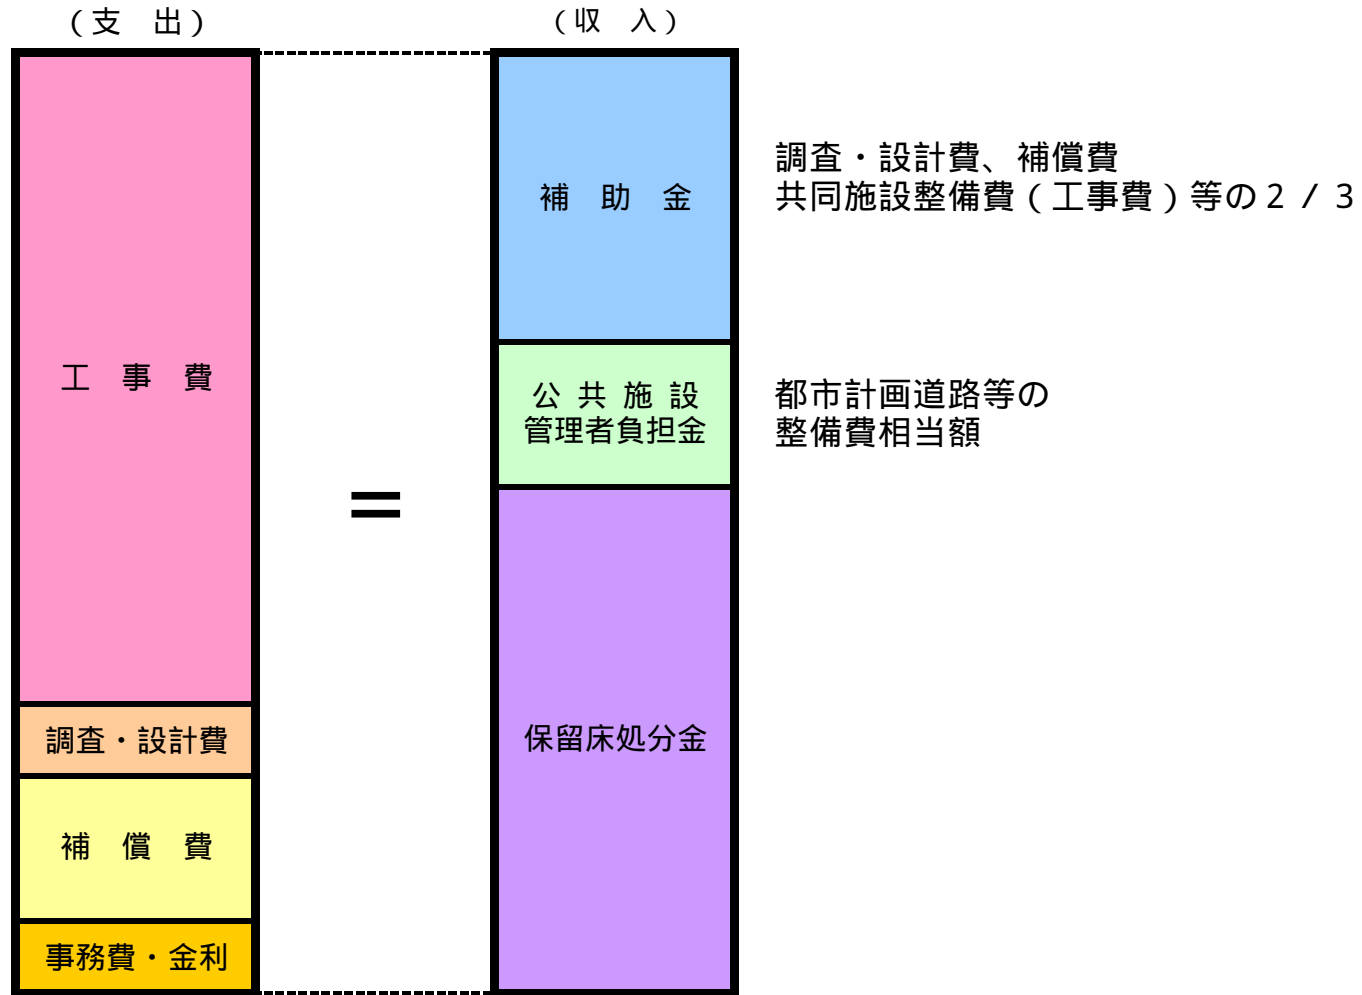 （支　出）
（収　入）
工　事　費
調査・設計費
補　償　費
事務費・金利
＝
補　助　金
公 共 施 設
管理者負担金
保留床処分金
調査・設計費、補償費
共同施設整備費（工事費）等の２／３
都市計画道路等の
整備費相当額